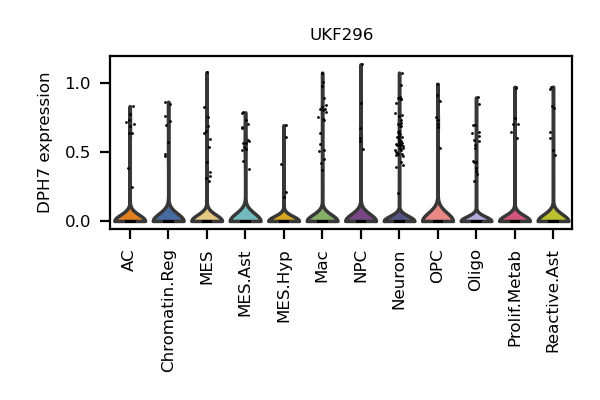 UKF296
DPH7 expression
1.0
0.5
0.0
AC
Chromatin.Reg
MES
MES.Ast
MES.Hyp
Mac
NPC
Neuron
OPC
Oligo
Prolif.Metab
Reactive.Ast